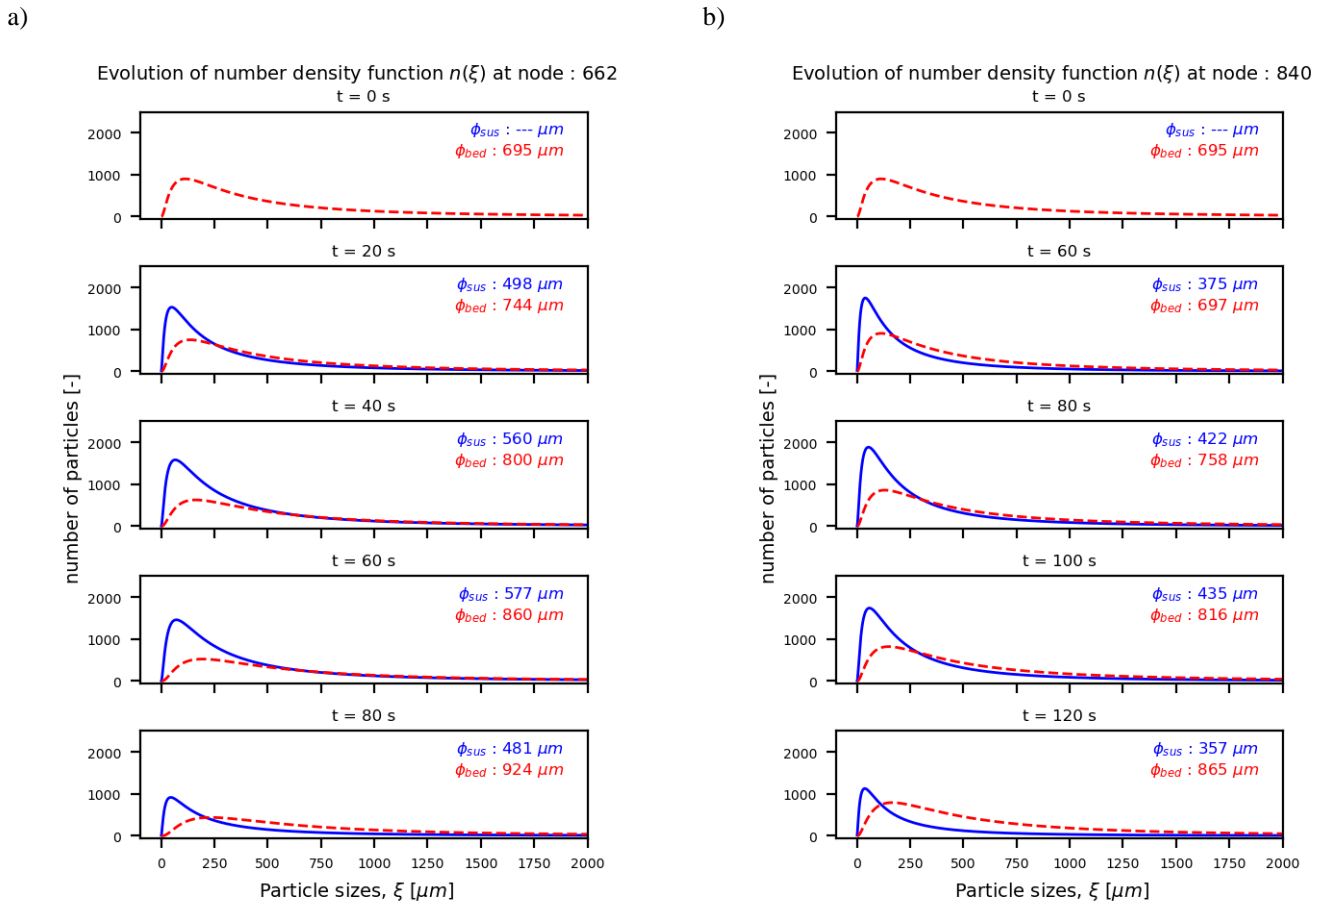 a)
Evolution of number density function n(ξ) at node : 662
t = 0 s
ϕsus : --- μm
ϕbed : 695 μm
2000
1000
0
t = 20 s
ϕsus : 498 μm
ϕbed : 744 μm
2000
1000
0
t = 40 s
ϕsus : 560 μm
ϕbed : 800 μm
2000
1000
0
t = 60 s
ϕsus : 577 μm
ϕbed : 860 μm
2000
1000
0
t = 80 s
ϕsus : 481 μm
ϕbed : 924 μm
2000
1000
0
0 250 500 750 1000 1250 1500 1750 2000
Particle sizes, ξ [μm]
number of particles [-]
b)
Evolution of number density function n(ξ) at node : 840
t = 0 s
ϕsus : --- μm
ϕbed : 695 μm
2000
1000
0
t = 60 s
ϕsus : 375 μm
ϕbed : 697 μm
2000
1000
0
t = 80 s
ϕsus : 422 μm
ϕbed : 758 μm
2000
1000
0
t = 100 s
ϕsus : 435 μm
ϕbed : 816 μm
2000
1000
0
t = 120 s
ϕsus : 357 μm
ϕbed : 865 μm
2000
1000
0
0 250 500 750 1000 1250 1500 1750 2000
Particle sizes, ξ [μm]
number of particles [-]